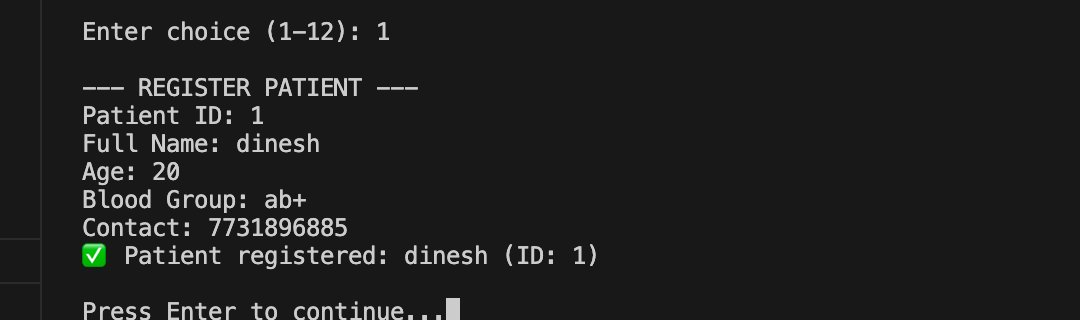 Enter choice (1-12): 1
--- REGISTER PATIENT ---
Patient ID: 1
Full Name: dinesh
Age: 20
Blood Group: ab+
Contact: 7731896885
✅ Patient registered: dinesh (ID: 1)
Press Enter to continue...